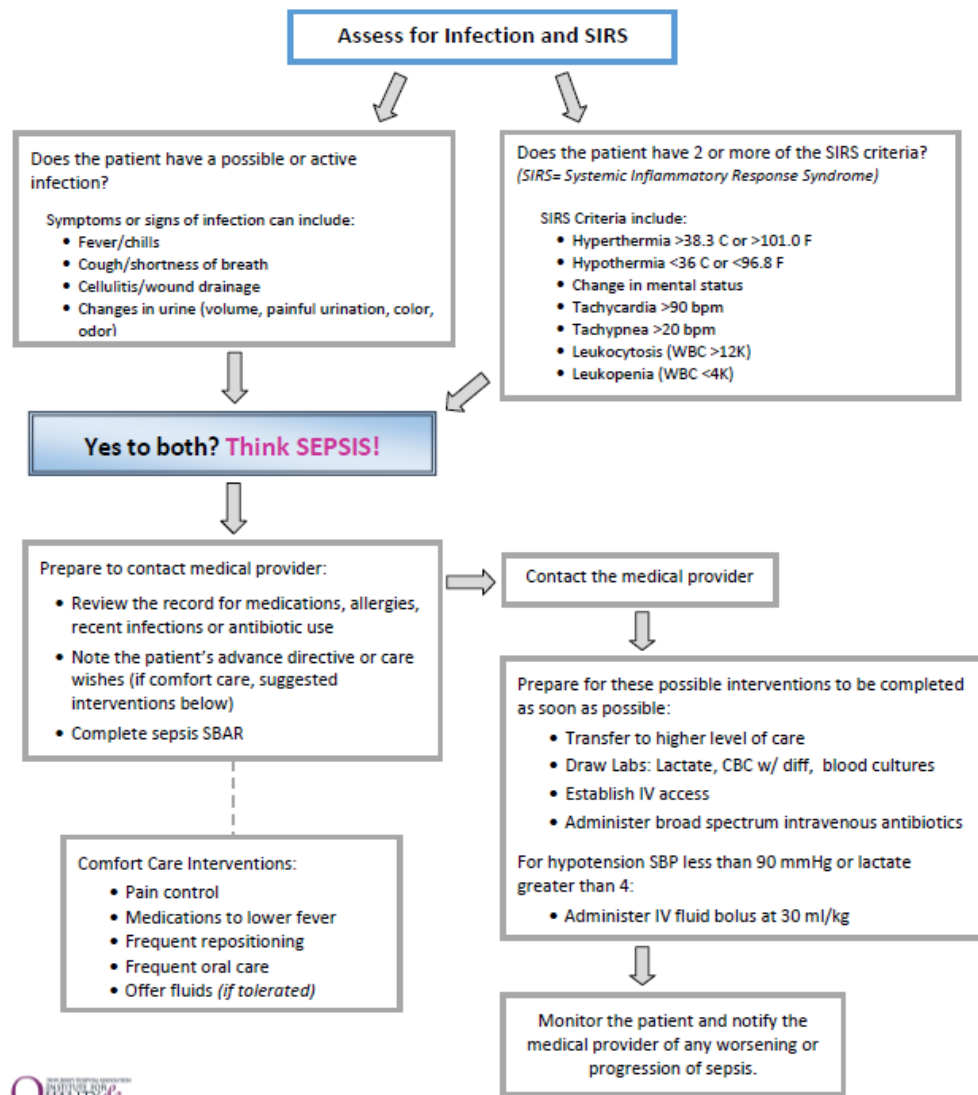 Assess for Infection and SIRS
Does the patient have a possible or active
infection?
Symptoms or signs of infection can include:
• Fever/chills
• Cough/shortness of breath
• Cellulitis/wound drainage
• Changes in urine (volume, painful urination, color,
odor)
Does the patient have 2 or more of the SIRS criteria?
(SIRS= Systemic Inflammatory Response Syndrome)
SIRS Criteria include:
• Hyperthermia >38.3 C or >101.0 F
• Hypothermia <36 C or <96.8 F
• Change in mental status
• Tachycardia >90 bpm
• Tachypnea >20 bpm
• Leukocytosis (WBC >12K)
• Leukopenia (WBC <4K)
Yes to both? Think SEPSIS!
Prepare to contact medical provider:
• Review the record for medications, allergies,
recent infections or antibiotic use
• Note the patient's advance directive or care
wishes (if comfort care, suggested
interventions below)
• Complete sepsis SBAR
Contact the medical provider
Prepare for these possible interventions to be completed
as soon as possible:
• Transfer to higher level of care
• Draw Labs: Lactate, CBC w/ diff, blood cultures
• Establish IV access
• Administer broad spectrum intravenous antibiotics
For hypotension SBP less than 90 mmHg or lactate
greater than 4:
• Administer IV fluid bolus at 30 ml/kg
Comfort Care Interventions:
• Pain control
• Medications to lower fever
• Frequent repositioning
• Frequent oral care
• Offer fluids (if tolerated)
Monitor the patient and notify the
medical provider of any worsening or
progression of sepsis.
INSTITUTE FOR